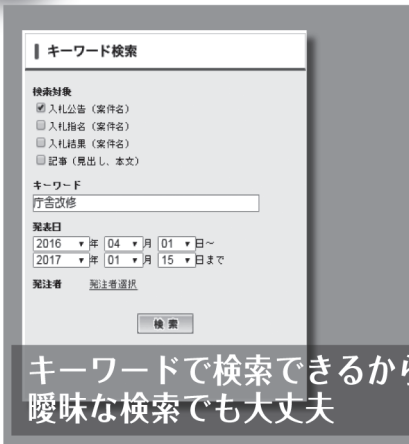 キーワード検索
検索対象
入札公告（案件名）
入札指名（案件名）
入札結果（案件名）
記事（見出し、本文）
キーワード
庁舎改修
発表日
2016 年 04 月 01 日～
2017 年 01 月 15 日まで
発注者 発注者選択
検索
キーワードで検索できるから
曖昧な検索でも大丈夫